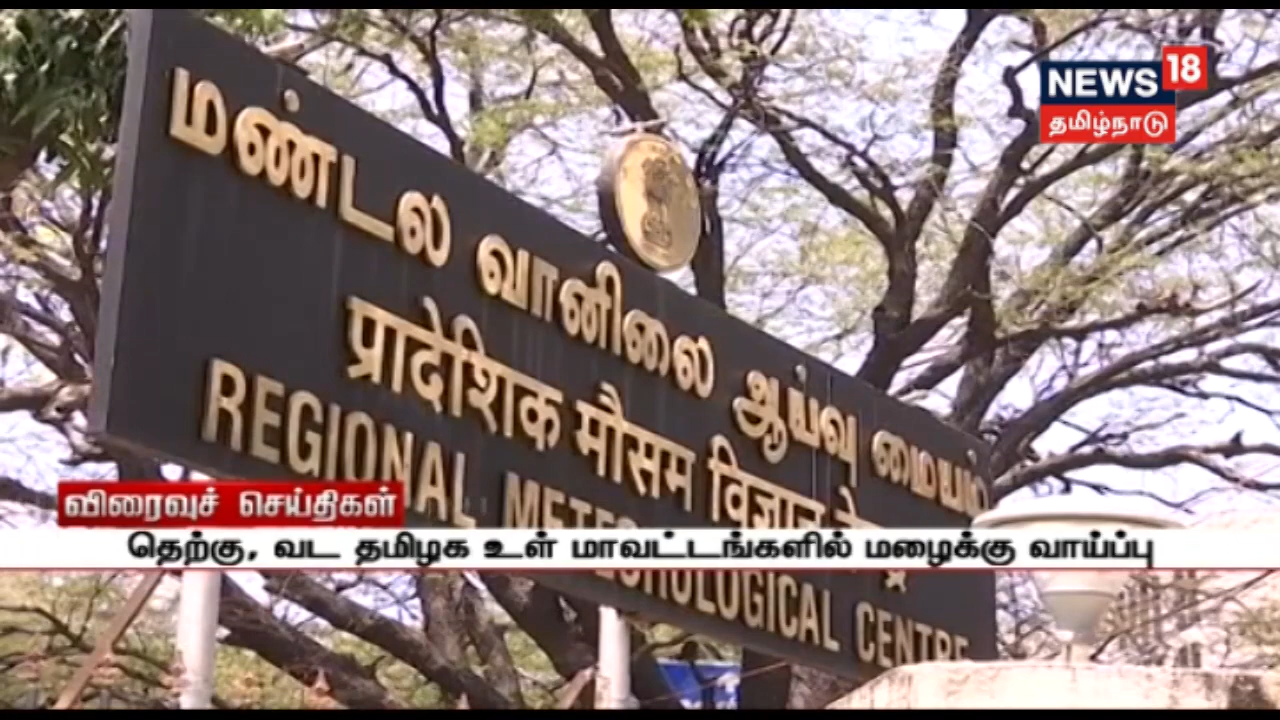 NEWS 18
தமிழ்நாடு
மண்டல வானிலை ஆய்வு மையம்
प्रादेशिक मौसम विज्ञान
REGIONAL METEOROLOGICAL CENTRE
விரைவுச் செய்திகள்
தெற்கு, வட தமிழக உள் மாவட்டங்களில் மழைக்கு வாய்ப்பு